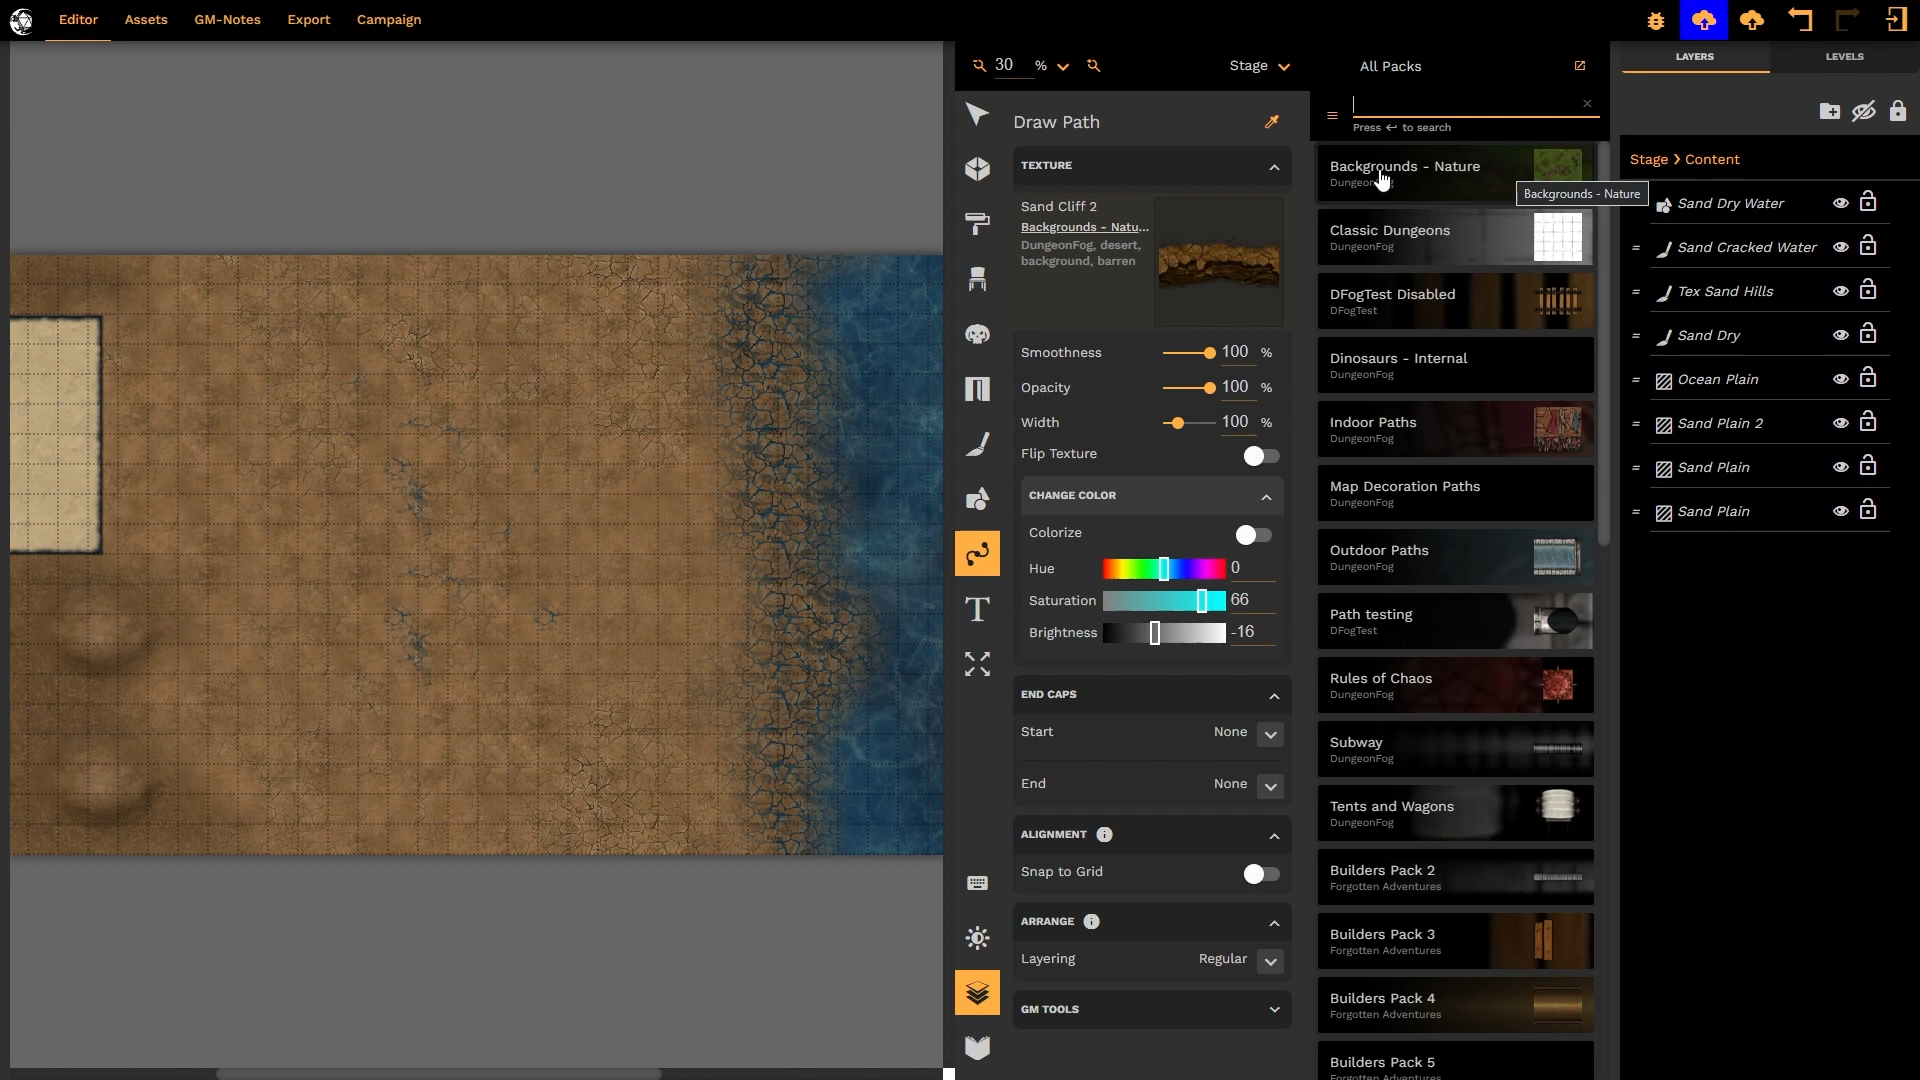 Editor
Assets
GM-Notes
Export
Campaign
30 %
Stage
All Packs
Press ↩ to search
Draw Path
TEXTURE
Sand Cliff 2
Backgrounds - Natu...
DungeonFog, desert,
background, barren
Smoothness 100 %
Opacity 100 %
Width 100 %
Flip Texture
CHANGE COLOR
Colorize
Hue 0
Saturation 66
Brightness -16
END CAPS
Start None
End None
ALIGNMENT i
Snap to Grid
ARRANGE i
Layering Regular
GM TOOLS
Backgrounds - Nature
Backgrounds - Nature
Classic Dungeons
DungeonFog
DFogTest Disabled
DFogTest
Dinosaurs - Internal
DungeonFog
Indoor Paths
DungeonFog
Map Decoration Paths
DungeonFog
Outdoor Paths
DungeonFog
Path testing
DFogTest
Rules of Chaos
DungeonFog
Subway
DungeonFog
Tents and Wagons
DungeonFog
Builders Pack 2
Forgotten Adventures
Builders Pack 3
Forgotten Adventures
Builders Pack 4
Forgotten Adventures
Builders Pack 5
Forgotten Adventures
LAYERS
LEVELS
Stage > Content
Sand Dry Water
Sand Cracked Water
Tex Sand Hills
Sand Dry
Ocean Plain
Sand Plain 2
Sand Plain
Sand Plain
T